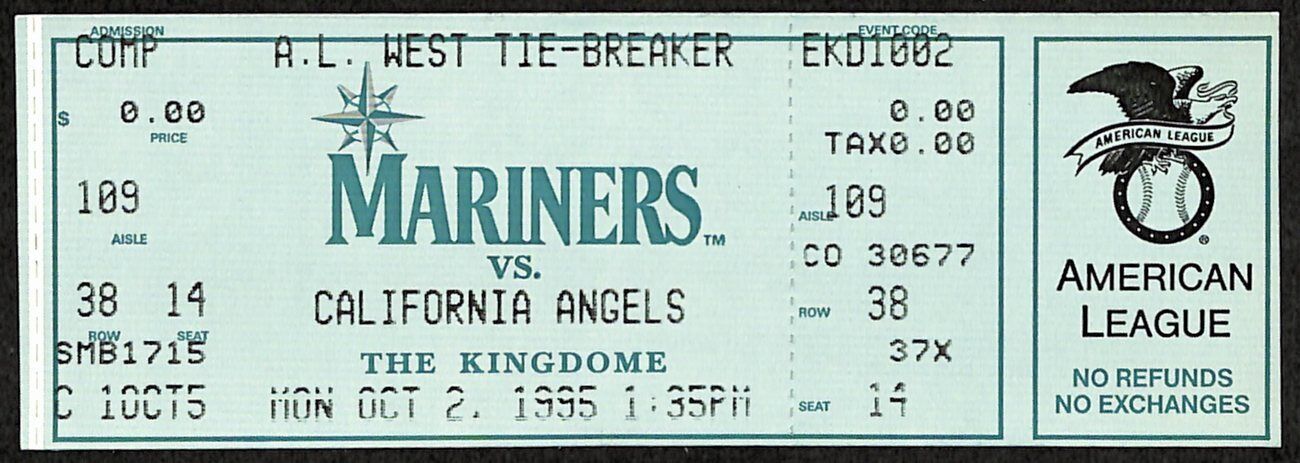 ADMISSION
COMP
A.L. WEST TIE-BREAKER
$ 0.00
PRICE
109
AISLE
38 14
ROW SEAT
SMB1715
C 1OCT5
MARINERS™
VS.
CALIFORNIA ANGELS
THE KINGDOME
MON OCT 2, 1995 1:35PM
EVENT CODE
EKD1002
0.00
TAX0.00
AISLE 109
CO 30677
ROW 38
37X
SEAT 14
AMERICAN LEAGUE
®
AMERICAN
LEAGUE
NO REFUNDS
NO EXCHANGES